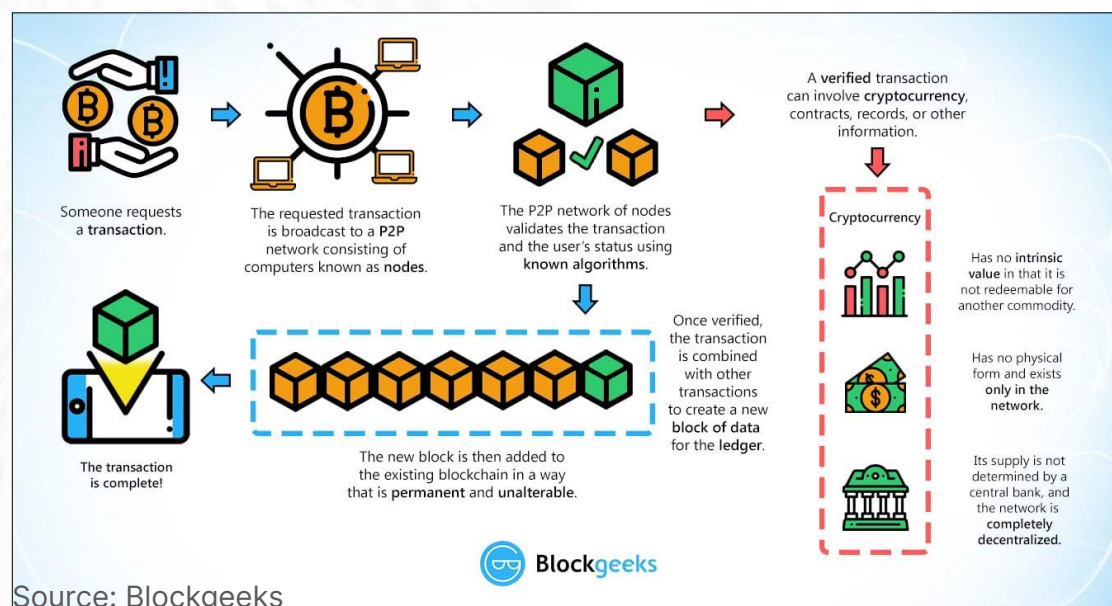 Someone requests
a transaction.
The requested transaction
is broadcast to a P2P
network consisting of
computers known as nodes.
The P2P network of nodes
validates the transaction
and the user's status using
known algorithms.
A verified transaction
can involve cryptocurrency,
contracts, records, or other
information.
Cryptocurrency
Has no intrinsic
value in that it is
not redeemable for
another commodity.
Has no physical
form and exists
only in the
network.
Its supply is not
determined by a
central bank, and
the network is
completely
decentralized.
Once verified,
the transaction
is combined
with other
transactions
to create a new
block of data
for the ledger.
The new block is then added to
the existing blockchain in a way
that is permanent and unalterable.
The transaction
is complete!
Blockgeeks
Source: Blockgeeks